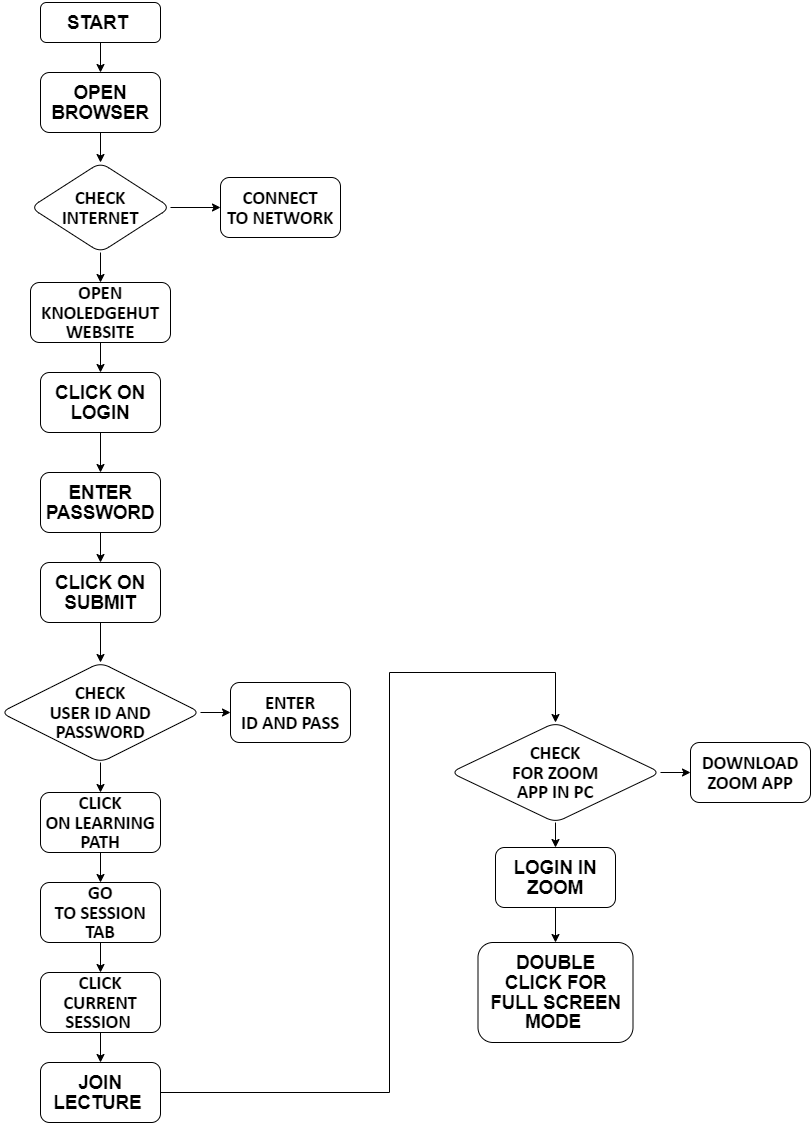 START
OPEN
BROWSER
CHECK
INTERNET
CONNECT
TO NETWORK
OPEN
KNOLEDGEHUT
WEBSITE
CLICK ON
LOGIN
ENTER
PASSWORD
CLICK ON
SUBMIT
CHECK
USER ID AND
PASSWORD
ENTER
ID AND PASS
CLICK
ON LEARNING
PATH
GO
TO SESSION
TAB
CLICK
CURRENT
SESSION
JOIN
LECTURE
CHECK
FOR ZOOM
APP IN PC
DOWNLOAD
ZOOM APP
LOGIN IN
ZOOM
DOUBLE
CLICK FOR
FULL SCREEN
MODE